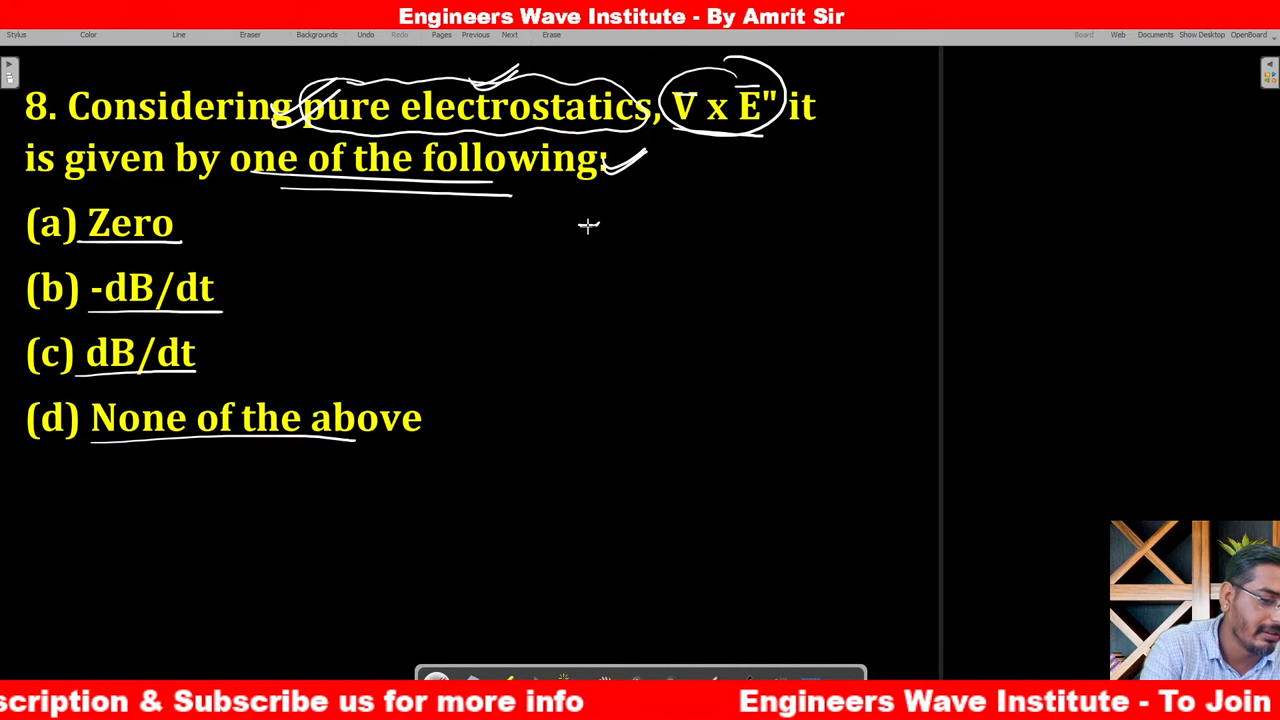 Engineers Wave Institute - By Amrit Sir
Stylus Color Line Eraser Backgrounds Undo Redo Pages Previous Next Erase Board Web Documents Show Desktop OpenBoard
8. Considering pure electrostatics, ∇ x E" it
is given by one of the following:
(a) Zero
(b) -dB/dt
(c) dB/dt
(d) None of the above
scription & Subscribe us for more info Engineers Wave Institute - To Join